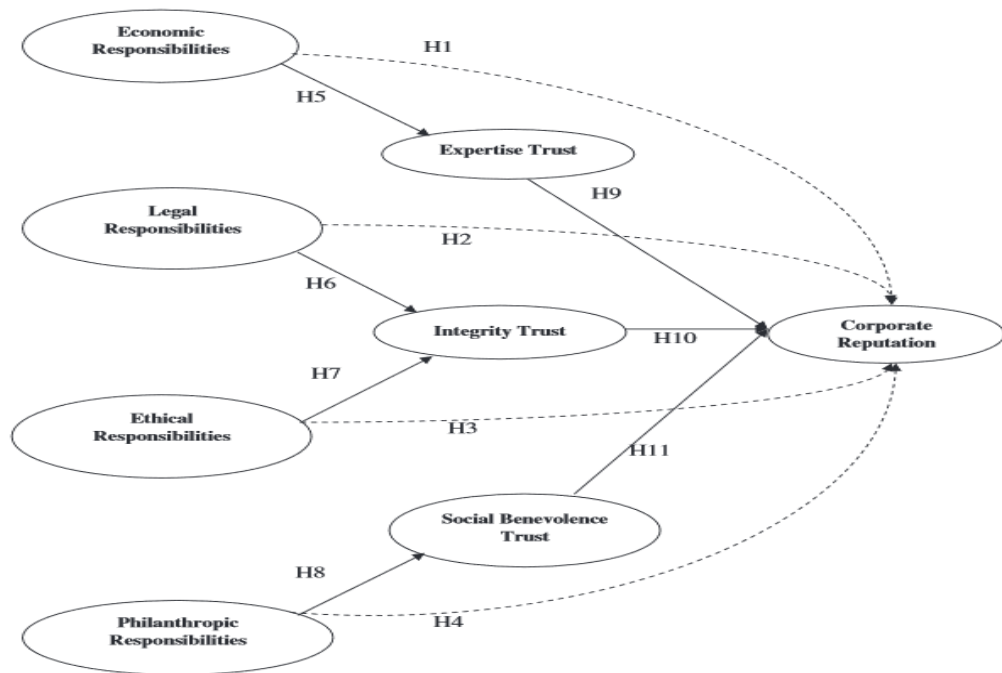 Economic
Responsibilities
H1
H5
Expertise Trust
H9
Legal
Responsibilities
H2
H6
Integrity Trust
H10
Corporate
Reputation
H7
Ethical
Responsibilities
H3
H11
Social Benevolence
Trust
H8
Philanthropic
Responsibilities
H4